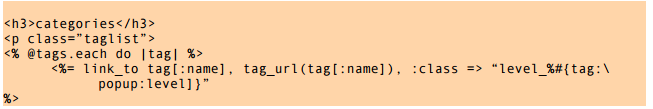 <h3>categories</h3>
<p class=”taglist”>
<% @tags.each do |tag| %>
<%= link_to tag[:name], tag_url(tag[:name]), :class => “level_%#{tag:\
popup:level]}”
%>